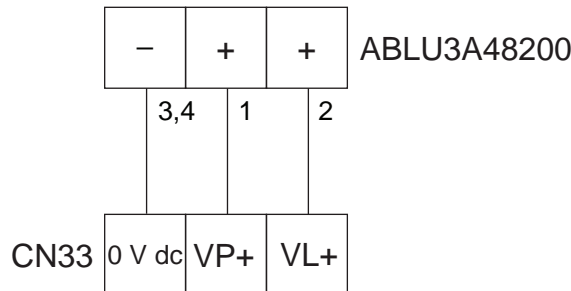 − + + ABLU3A48200
3,4 1 2
CN33 0 V dc VP+ VL+